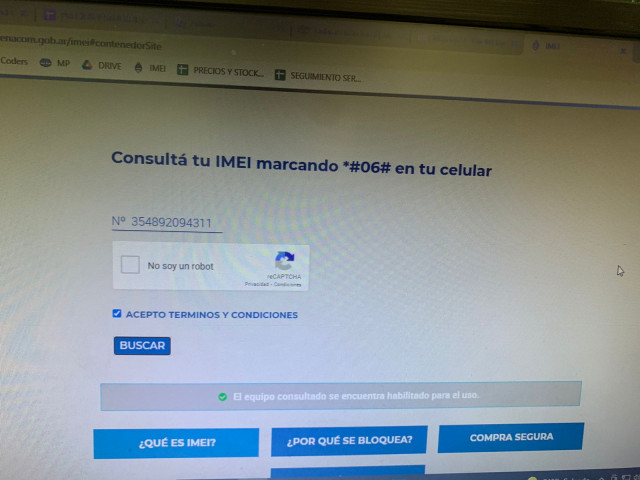 enacom.gob.ar/imei#contenedorSite
Coders MP DRIVE IMEI PRECIOS Y STOCK... SEGUIMIENTO SER...
Consultá tu IMEI marcando *#06# en tu celular
Nº 354892094311
No soy un robot
reCAPTCHA
Privacidad - Condiciones
ACEPTO TERMINOS Y CONDICIONES
BUSCAR
El equipo consultado se encuentra habilitado para el uso.
¿QUÉ ES IMEI? ¿POR QUÉ SE BLOQUEA? COMPRA SEGURA